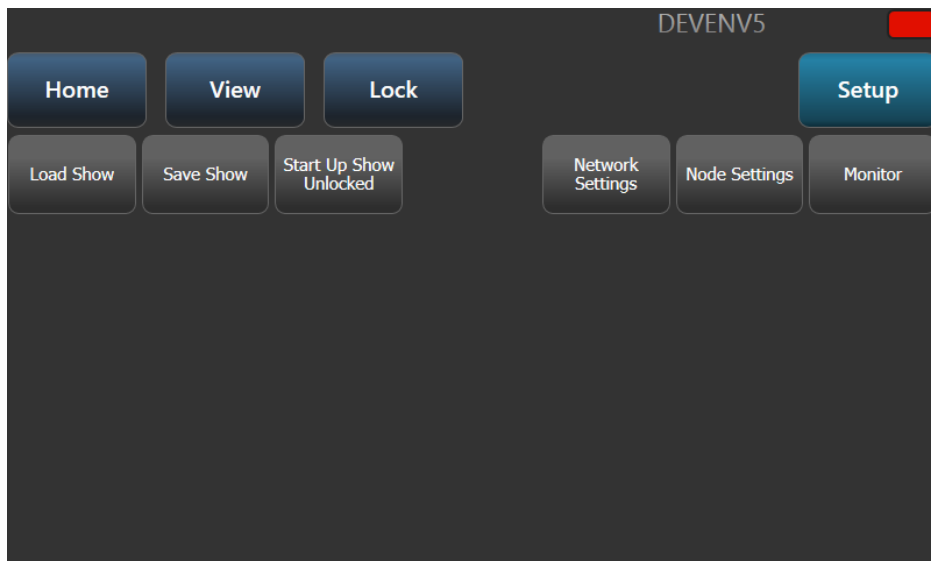 DEVENV5
Home View Lock Setup
Load Show Save Show Start Up Show Unlocked Network Settings Node Settings Monitor